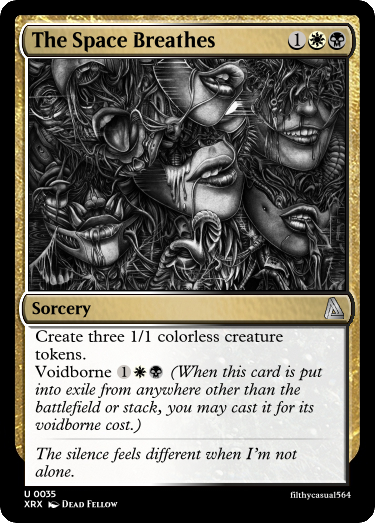 The Space Breathes 1
Sorcery
Create three 1/1 colorless creature
tokens.
Voidborne 1 (When this card is put
into exile from anywhere other than the
battlefield or stack, you may cast it for its
voidborne cost.)
The silence feels different when I'm not
alone.
U 0035
XRX Dead Fellow
filthycasual564